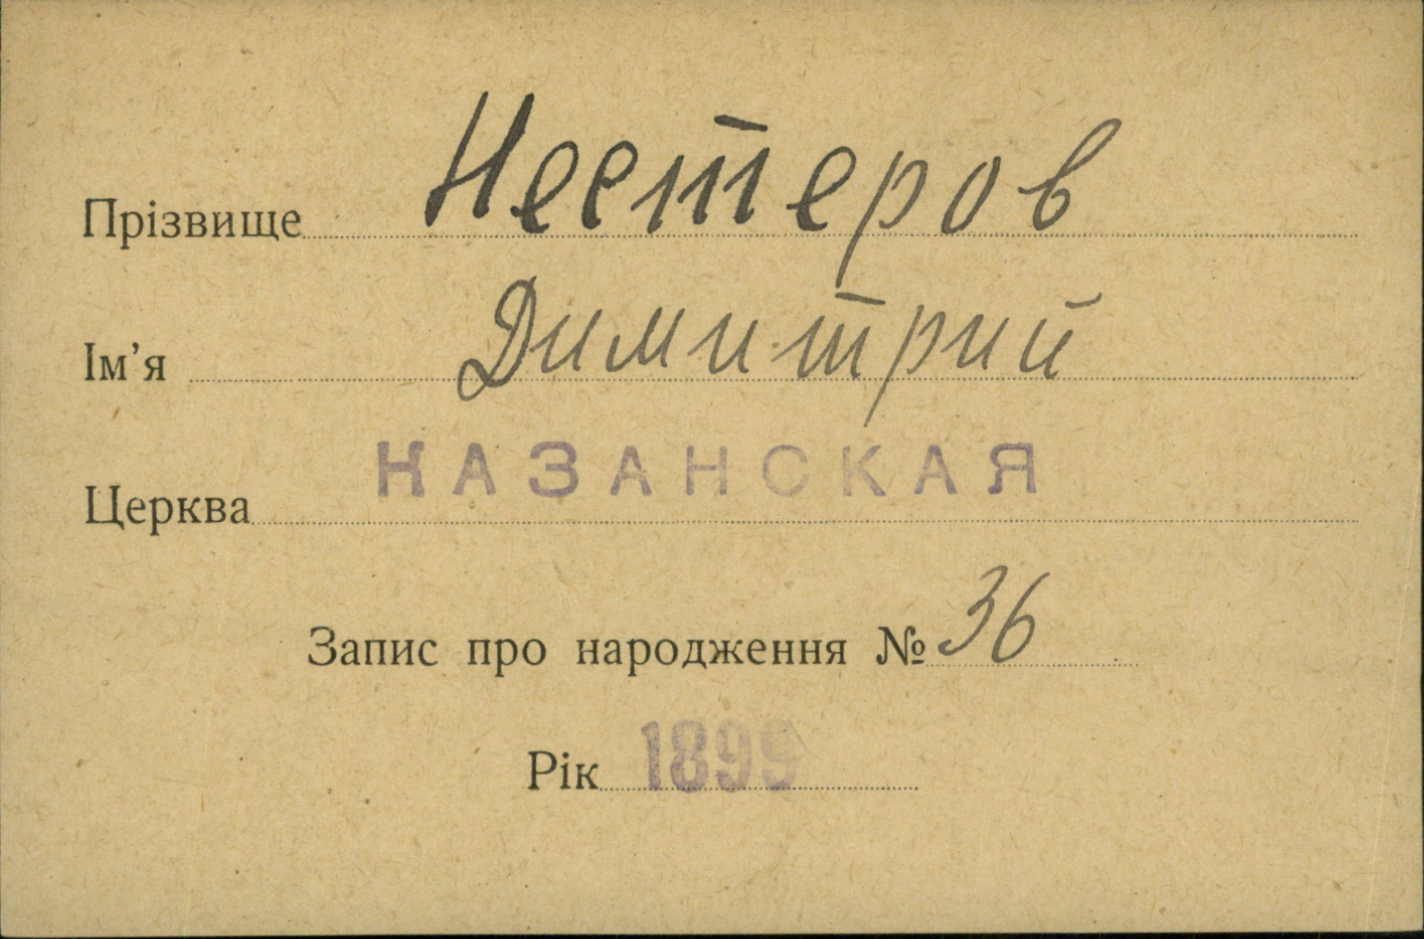 Прізвище Нестеров
Ім’я Димитрий
Церква КАЗАНСКАЯ
Запис про народження № 36
Рік 1899